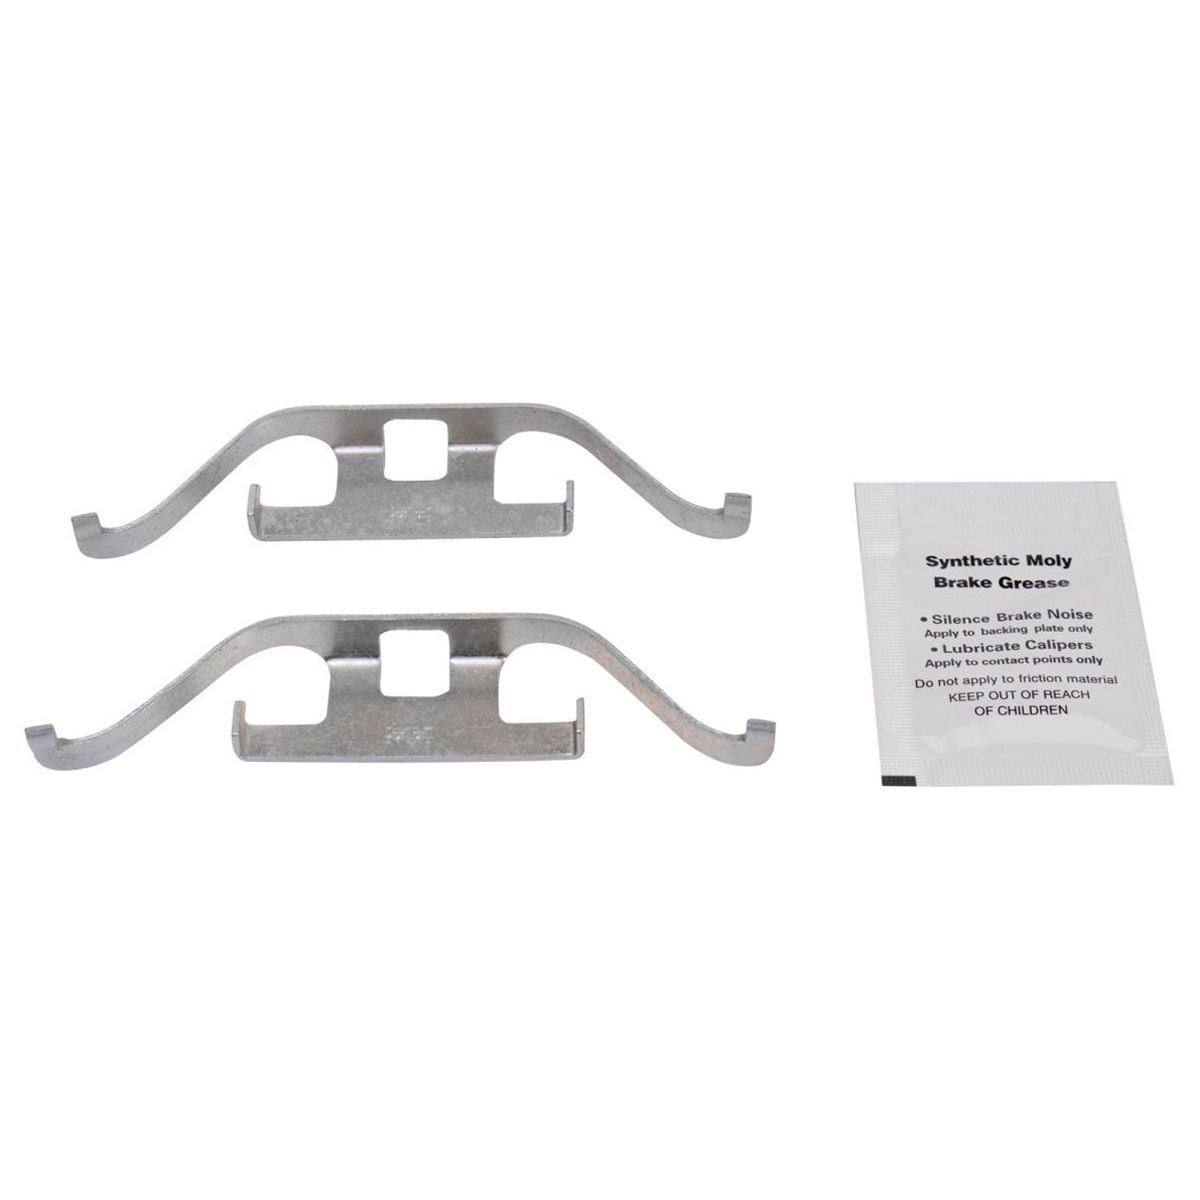 Synthetic Moly
Brake Grease
• Silence Brake Noise
Apply to backing plate only
• Lubricate Calipers
Apply to contact points only
Do not apply to friction material
KEEP OUT OF REACH
OF CHILDREN